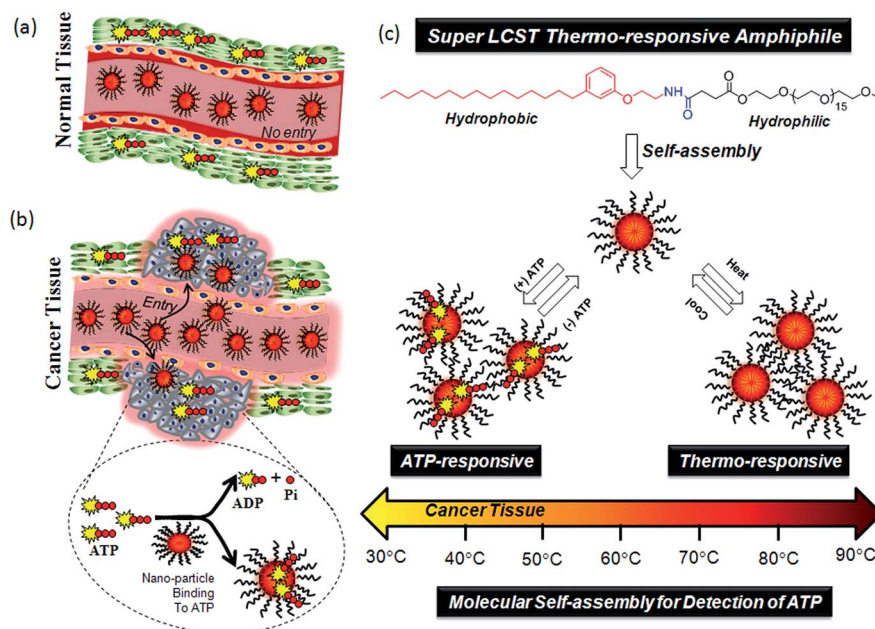 (a)
Normal Tissue
No entry
(b)
Cancer Tissue
Entry
ATP
ADP
+
Pi
Nano-particle
Binding
To ATP
(c)
Super LCST Thermo-responsive Amphiphile
O
NH
O
O
O
O
O
15
O
Hydrophobic
Hydrophilic
Self-assembly
(+) ATP
(-) ATP
Heat
Cool
ATP-responsive
Thermo-responsive
Cancer Tissue
30°C 40°C 50°C 60°C 70°C 80°C 90°C
Molecular Self-assembly for Detection of ATP